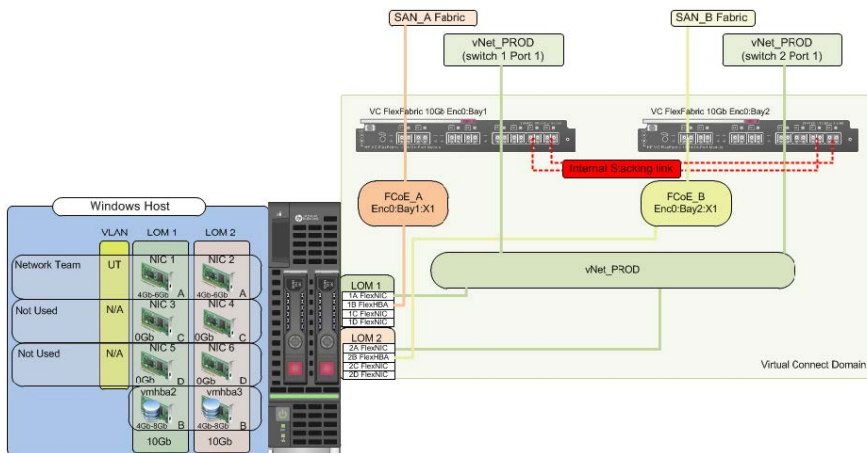 SAN_A Fabric
SAN_B Fabric
vNet_PROD
(switch 1 Port 1)
vNet_PROD
(switch 2 Port 1)
VC FlexFabric 10Gb Enc0:Bay1
VC FlexFabric 10Gb Enc0:Bay2
Internal Stacking link
FCoE_A
Enc0:Bay1:X1
FCoE_B
Enc0:Bay2:X1
vNet_PROD
Windows Host
VLAN
LOM 1
LOM 2
Network Team
UT
NIC 1
4Gb-6Gb
A
NIC 2
4Gb-6Gb
A
Not Used
N/A
NIC 3
0Gb
C
NIC 4
0Gb
C
Not Used
N/A
NIC 5
0Gb
D
NIC 6
0Gb
D
vmhba2
4Gb-8Gb
B
vmhba3
4Gb-8Gb
B
10Gb
10Gb
LOM 1
1A FlexNIC
1B FlexHBA
1C FlexNIC
1D FlexNIC
LOM 2
2A FlexNIC
2B FlexHBA
2C FlexNIC
2D FlexNIC
Virtual Connect Domain